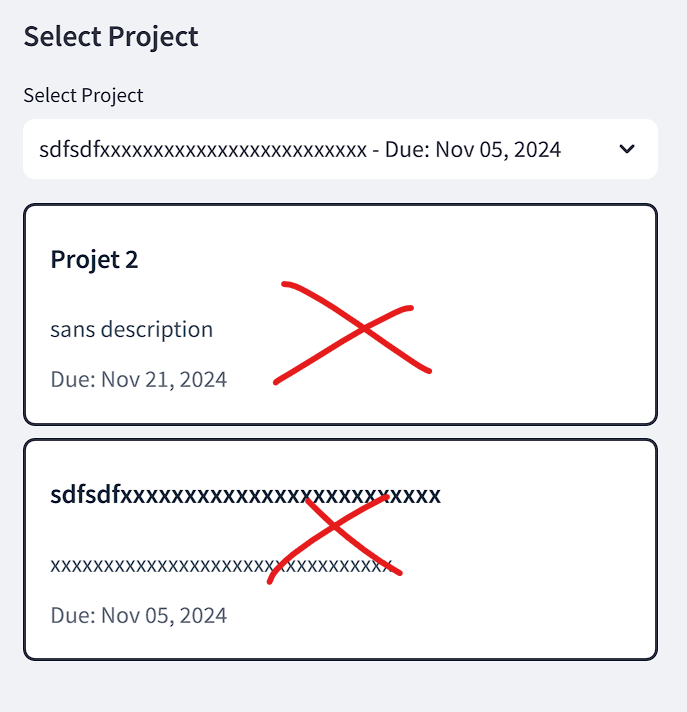 Select Project
Select Project
sdfsdfxxxxxxxxxxxxxxxxxxxxxxxxx - Due: Nov 05, 2024
Projet 2
sans description
Due: Nov 21, 2024
sdfsdfxxxxxxxxxxxxxxxxxxxxxxxxx
xxxxxxxxxxxxxxxxxxxxxxxxxxxxxxxx
Due: Nov 05, 2024